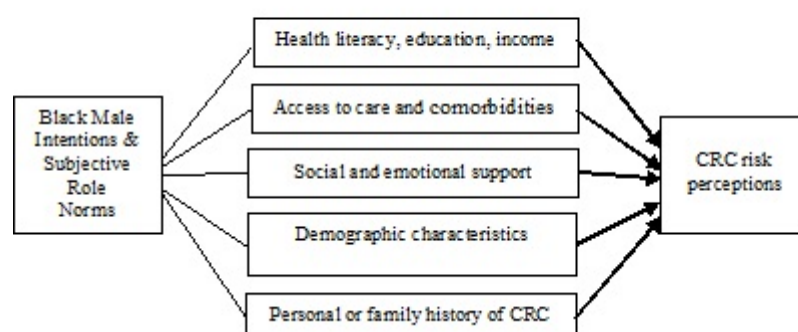 Health literacy, education, income
Access to care and comorbidities
Black Male
Intentions &
Subjective
Role
Norms
Social and emotional support
CRC risk
perceptions
Demographic characteristics
Personal or family history of CRC